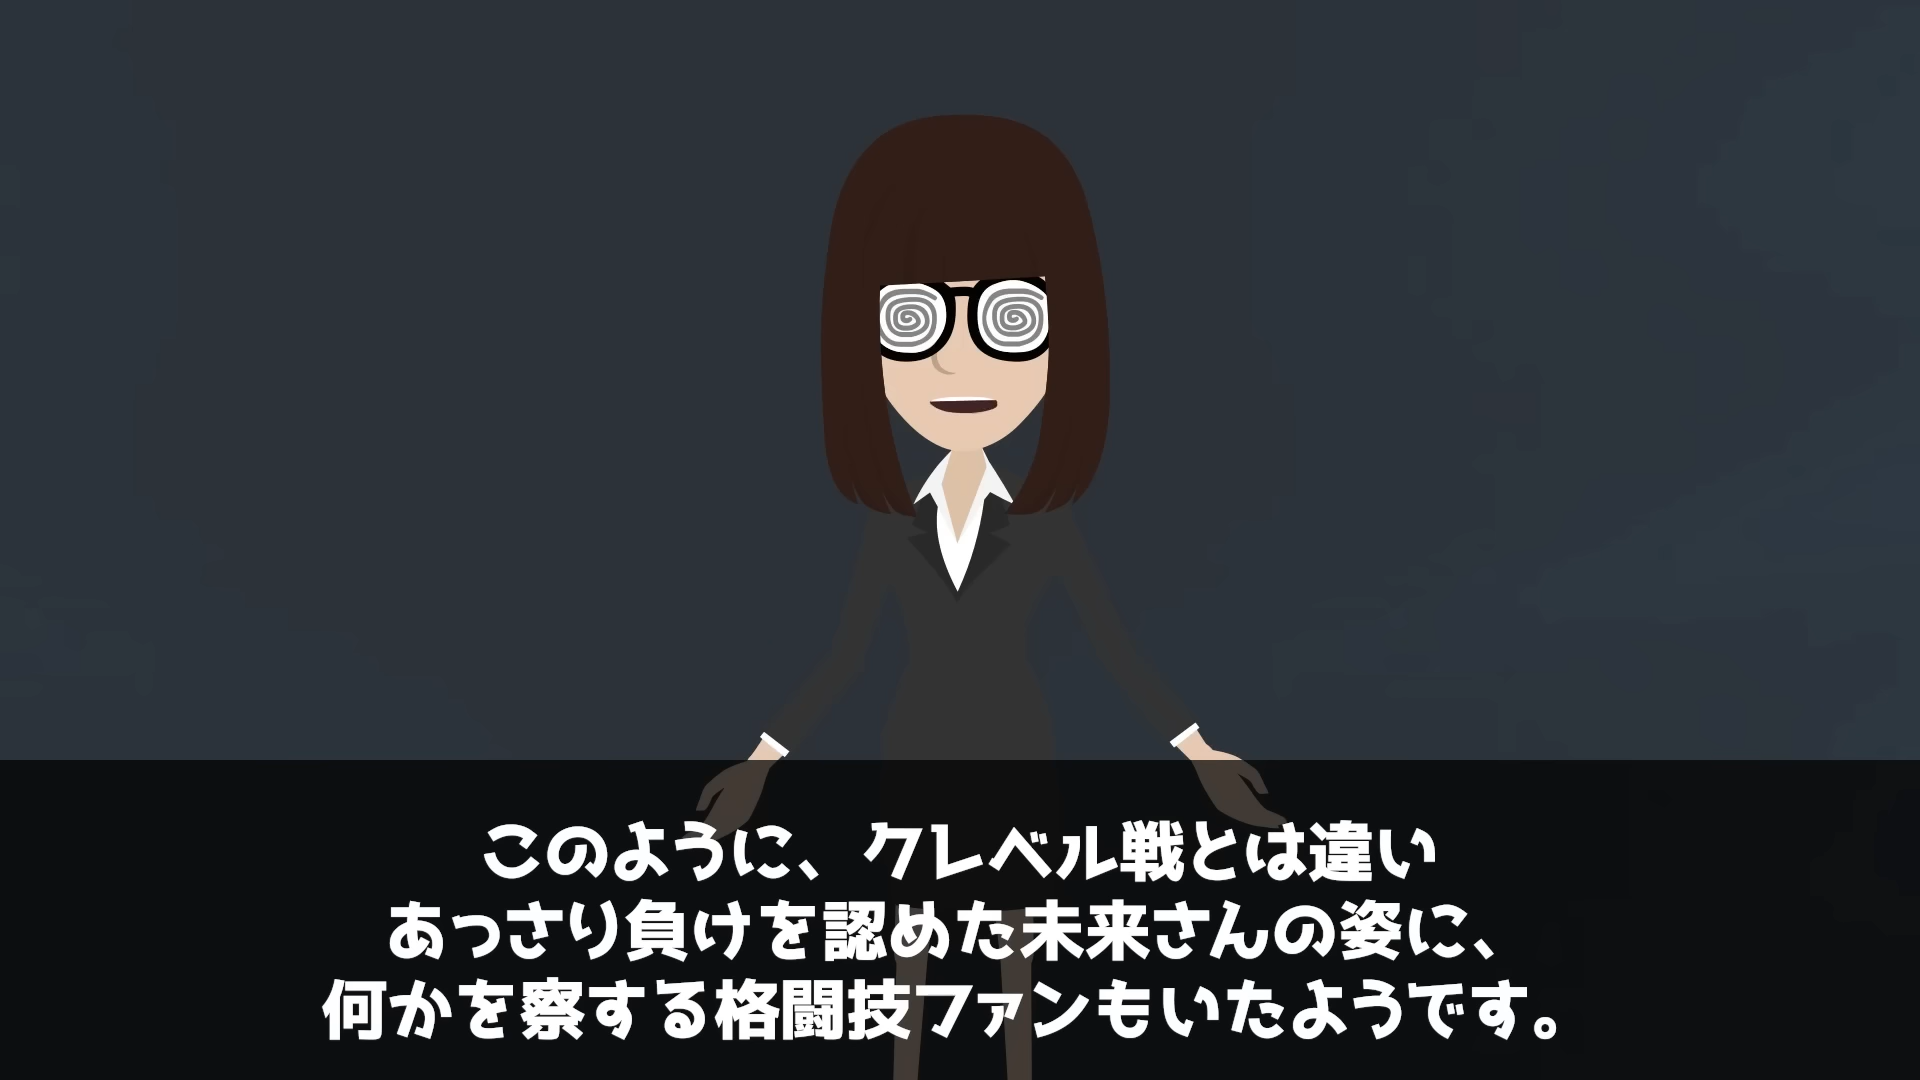 このように、クレベル戦とは違い
あっさり負けを認めた未来さんの姿に、
何かを察する格闘技ファンもいたようです。